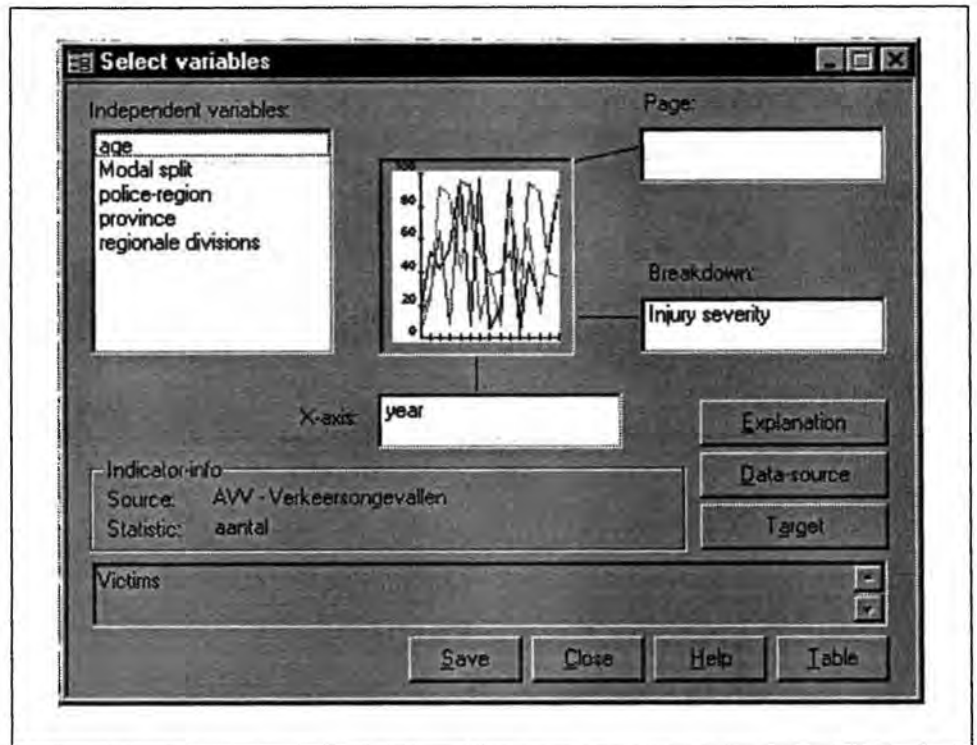 Select variables
Independent variables:
age
Modal split
police-region
province
regionale divisions
100
80
60
40
20
0
Page:
Breakdown:
Injury severity
X-axis:
year
Explanation
Data-source
Target
Indicator-info
Source: AVV - Verkeersongevallen
Statistic: aantal
Victims
Save
Close
Help
Table